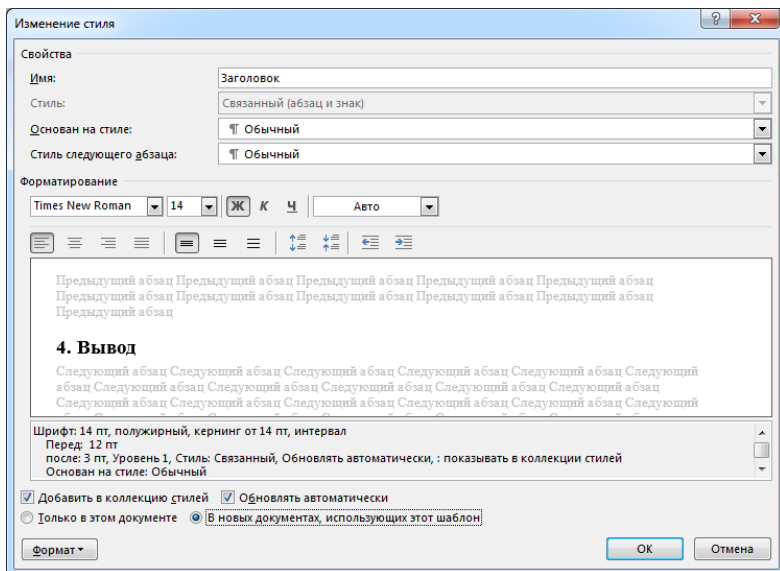 Изменение стиля
Свойства
Имя: Заголовок
Стиль: Связанный (абзац и знак)
Основан на стиле: ¶ Обычный
Стиль следующего абзаца: ¶ Обычный
Форматирование
Times New Roman 14 Ж К Ч Авто
Предыдущий абзац Предыдущий абзац Предыдущий абзац Предыдущий абзац Предыдущий абзац
Предыдущий абзац Предыдущий абзац Предыдущий абзац Предыдущий абзац Предыдущий абзац
Предыдущий абзац
4. Вывод
Следующий абзац Следующий абзац Следующий абзац Следующий абзац Следующий
абзац Следующий абзац Следующий абзац Следующий абзац Следующий абзац
Следующий абзац Следующий абзац Следующий абзац Следующий абзац Следующий
Шрифт: 14 пт, полужирный, кернинг от 14 пт, интервал
Перед: 12 пт
после: 3 пт, Уровень 1, Стиль: Связанный, Обновлять автоматически, : показывать в коллекции стилей
Основан на стиле: Обычный
Добавить в коллекцию стилей Обновлять автоматически
Только в этом документе В новых документах, использующих этот шаблон
Формат ОК Отмена